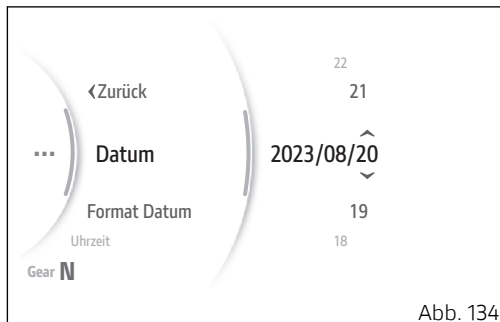 22
‹Zurück 21
... Datum 2023/08/20
Format Datum 19
Uhrzeit 18
Gear N
Abb. 134